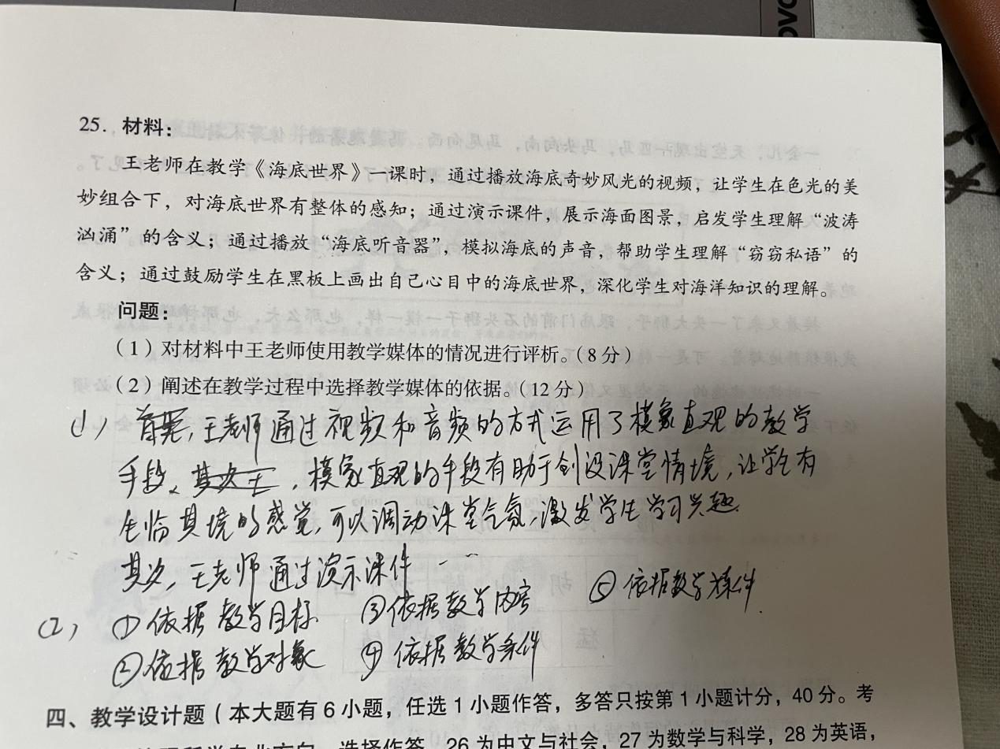 OVO
25. 材料：
王老师在教学《海底世界》一课时，通过播放海底奇妙风光的视频，让学生在色光的美
妙组合下，对海底世界有整体的感知；通过演示课件，展示海面图景，启发学生理解“波涛
汹涌”的含义；通过播放“海底听音器”，模拟海底的声音，帮助学生理解“窃窃私语”的
含义；通过鼓励学生在黑板上画出自己心目中的海底世界，深化学生对海洋知识的理解。
问题：
（1）对材料中王老师使用教学媒体的情况进行评析。（8分）
（2）阐述在教学过程中选择教学媒体的依据。（12分）
(1) 首先，王老师通过视频和音频的方式运用了模象直观的教学
手段、其次王，模象直观的手段有助于创设课堂情境，让学生有
生临其境的感觉，可以调动课堂气氛，激发学生学习兴趣.
其次，王老师通过演示课件
(2) ①依据教学目标 ③依据教学内容 ⑤依据教学条件
②依据教学对象 ④依据教学条件
四、教学设计题（本大题有6小题，任选1小题作答，多答只按第1小题计分，40分。考
选择作答，26为中文与社会，27为数学与科学，28为英语，